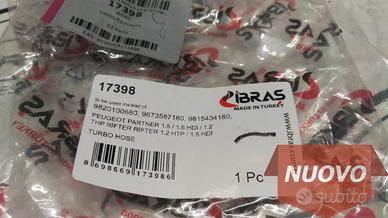 17398
17398
IBRAS
MADE IN TURKEY
to be used instead of
9820100680, 9673587180, 9815434180,
PEUGEOT PARTNER 1.5 / 1.6 HDI / 1.2
THP RIFTER RIFTER 1.2 HTP / 1.5 HDI
TURBO HOSE
8698669173986
1 Pc
NUOVO
subito